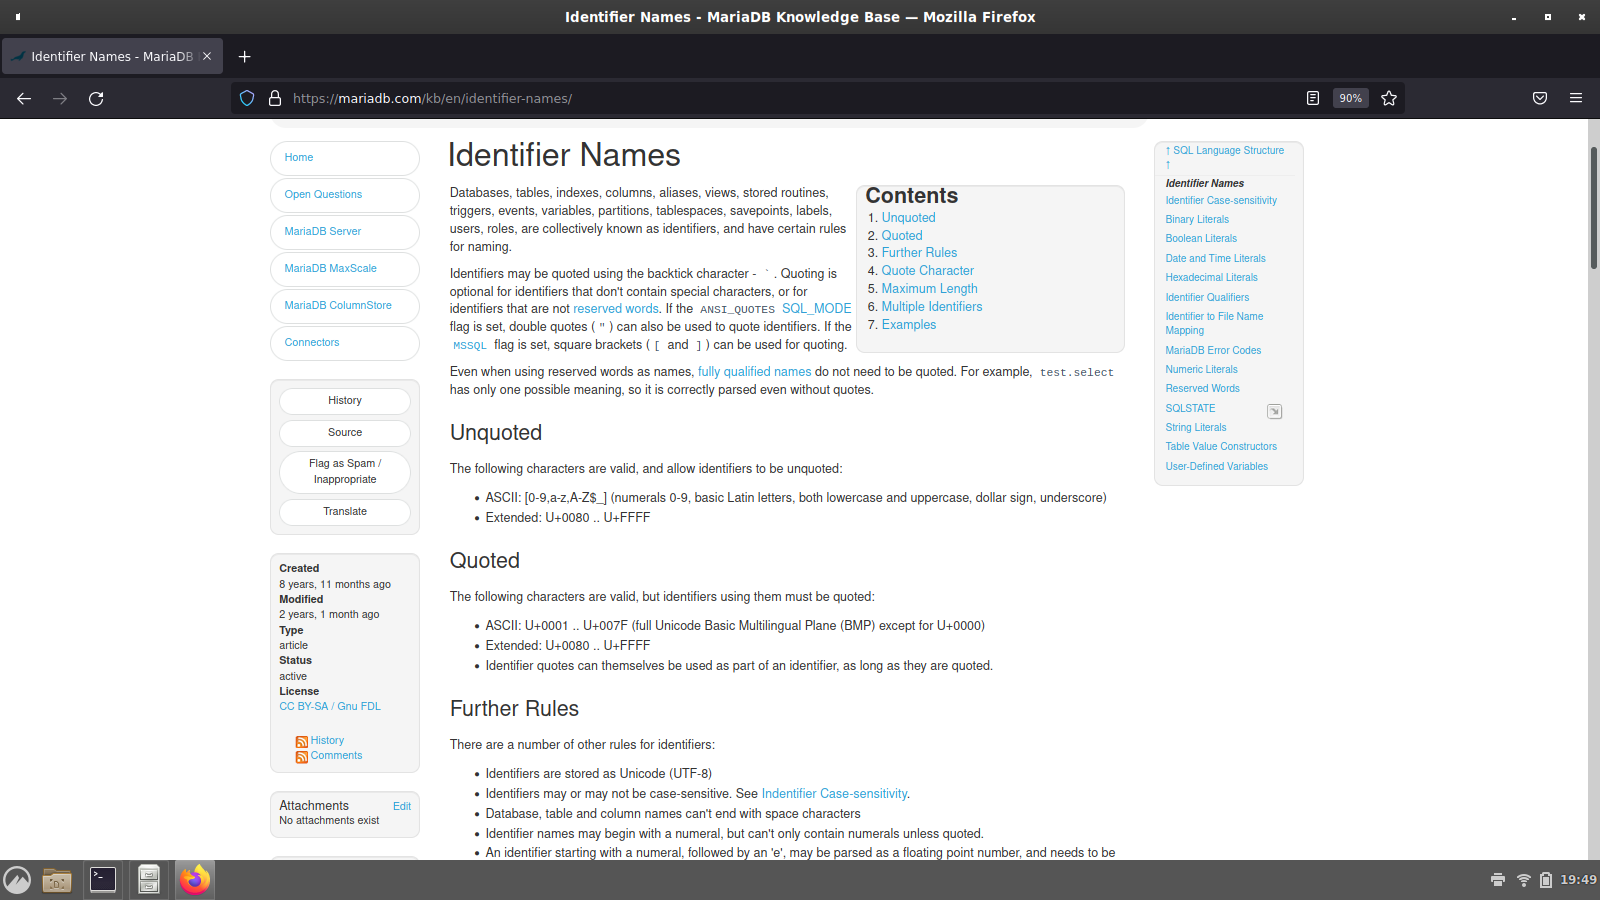 Identifier Names - MariaDB Knowledge Base — Mozilla Firefox
Identifier Names - MariaDB
https://mariadb.com/kb/en/identifier-names/
90%
Home
Open Questions
MariaDB Server
MariaDB MaxScale
MariaDB ColumnStore
Connectors
History
Source
Flag as Spam /
Inappropriate
Translate
Created
8 years, 11 months ago
Modified
2 years, 1 month ago
Type
article
Status
active
License
CC BY-SA / Gnu FDL
History
Comments
Attachments Edit
No attachments exist
Identifier Names
Databases, tables, indexes, columns, aliases, views, stored routines,
triggers, events, variables, partitions, tablespaces, savepoints, labels,
users, roles, are collectively known as identifiers, and have certain rules
for naming.
Identifiers may be quoted using the backtick character - ` . Quoting is
optional for identifiers that don't contain special characters, or for
identifiers that are not reserved words. If the ANSI_QUOTES SQL_MODE
flag is set, double quotes ( " ) can also be used to quote identifiers. If the
MSSQL flag is set, square brackets ( [ and ] ) can be used for quoting.
Contents
1. Unquoted
2. Quoted
3. Further Rules
4. Quote Character
5. Maximum Length
6. Multiple Identifiers
7. Examples
Even when using reserved words as names, fully qualified names do not need to be quoted. For example, test.select
has only one possible meaning, so it is correctly parsed even without quotes.
Unquoted
The following characters are valid, and allow identifiers to be unquoted:
• ASCII: [0-9,a-z,A-Z$_] (numerals 0-9, basic Latin letters, both lowercase and uppercase, dollar sign, underscore)
• Extended: U+0080 .. U+FFFF
Quoted
The following characters are valid, but identifiers using them must be quoted:
• ASCII: U+0001 .. U+007F (full Unicode Basic Multilingual Plane (BMP) except for U+0000)
• Extended: U+0080 .. U+FFFF
• Identifier quotes can themselves be used as part of an identifier, as long as they are quoted.
Further Rules
There are a number of other rules for identifiers:
• Identifiers are stored as Unicode (UTF-8)
• Identifiers may or may not be case-sensitive. See Indentifier Case-sensitivity.
• Database, table and column names can't end with space characters
• Identifier names may begin with a numeral, but can't only contain numerals unless quoted.
• An identifier starting with a numeral, followed by an 'e', may be parsed as a floating point number, and needs to be
↑ SQL Language Structure
↑
Identifier Names
Identifier Case-sensitivity
Binary Literals
Boolean Literals
Date and Time Literals
Hexadecimal Literals
Identifier Qualifiers
Identifier to File Name
Mapping
MariaDB Error Codes
Numeric Literals
Reserved Words
SQLSTATE
String Literals
Table Value Constructors
User-Defined Variables
19:49